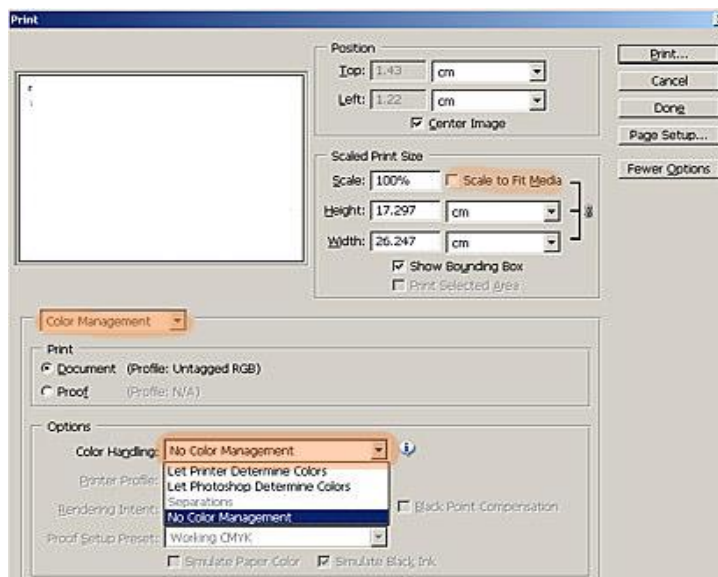 Print
Position
Top: 1.43 cm
Left: 1.22 cm
Center Image
Scaled Print Size
Scale: 100% Scale to Fit Media
Height: 17.297 cm
Width: 26.247 cm
Show Bounding Box
Print Selected Area
Print...
Cancel
Done
Page Setup...
Fewer Options
Color Management
Print
Document (Profile: Untagged RGB)
Proof (Profile: N/A)
Options
Color Handling: No Color Management
Let Printer Determine Colors
Let Photoshop Determine Colors
Separations
No Color Management
Printer Profile:
Rendering Intent: Black Point Compensation
Proof Setup Preset: Working CMYK
Simulate Paper Color Simulate Black Ink